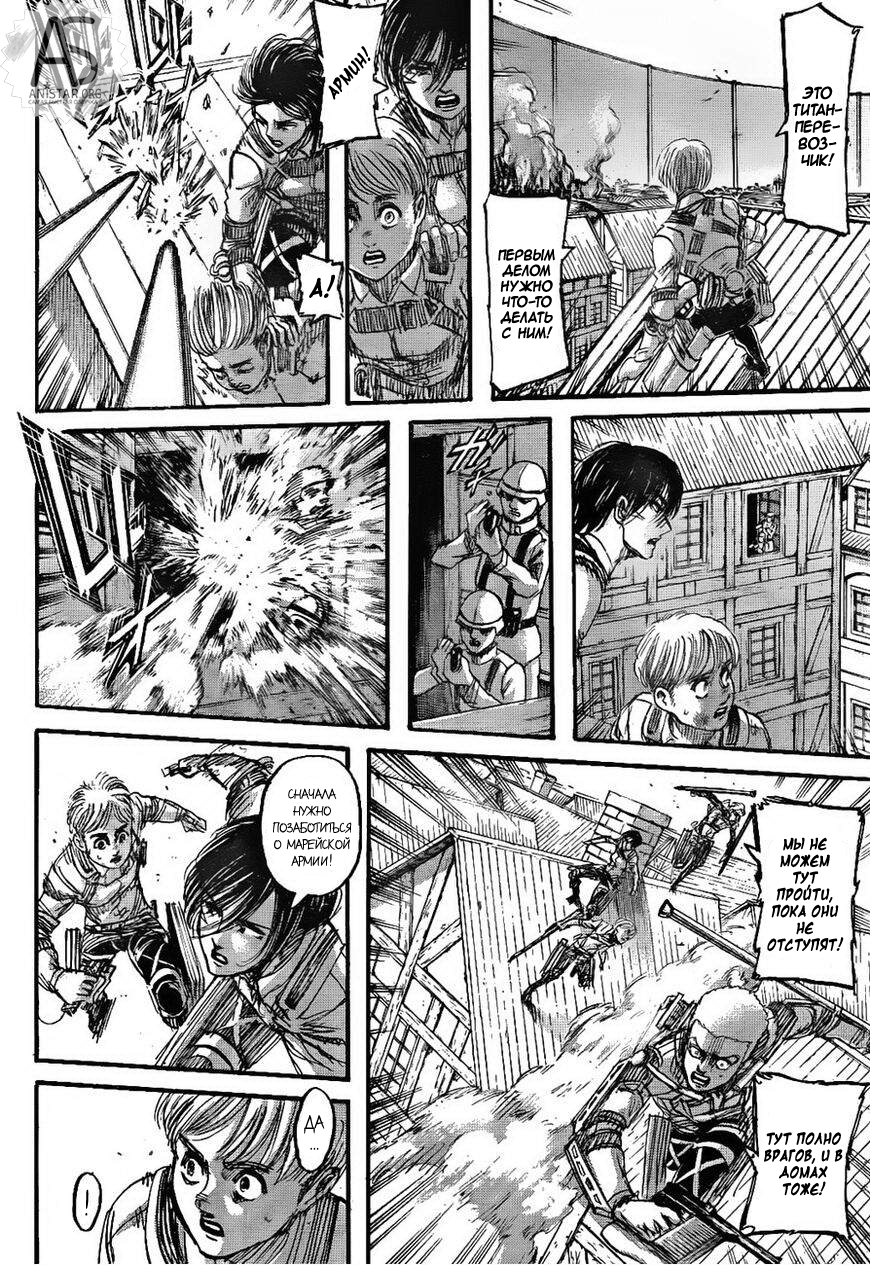 ЭТО
ТИТАН-
ПЕРЕ-
ВОЗ-
ЧИК!
ПЕРВЫМ
ДЕЛОМ
НУЖНО
ЧТО-ТО
ДЕЛАТЬ
С НИМ!
АРМИН!
А!
МЫ НЕ
МОЖЕМ
ТУТ
ПРОЙТИ,
ПОКА ОНИ
НЕ
ОТСТУПЯТ!
ТУТ ПОЛНО
ВРАГОВ, И В
ДОМАХ
ТОЖЕ!
СНАЧАЛА
НУЖНО
ПОЗАБОТИТЬСЯ
О МАРЕЙСКОЙ
АРМИИ!
ДА
...
!
AS
ANISTAR.ORG